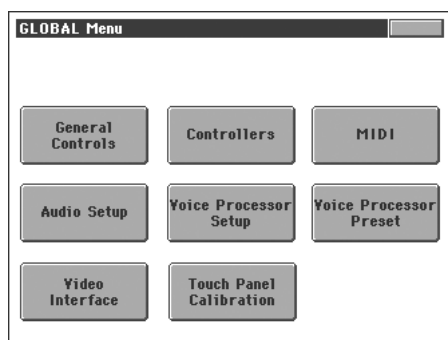 GLOBAL Menu
General
Controls
Controllers
MIDI
Audio Setup
Voice Processor
Setup
Voice Processor
Preset
Video
Interface
Touch Panel
Calibration